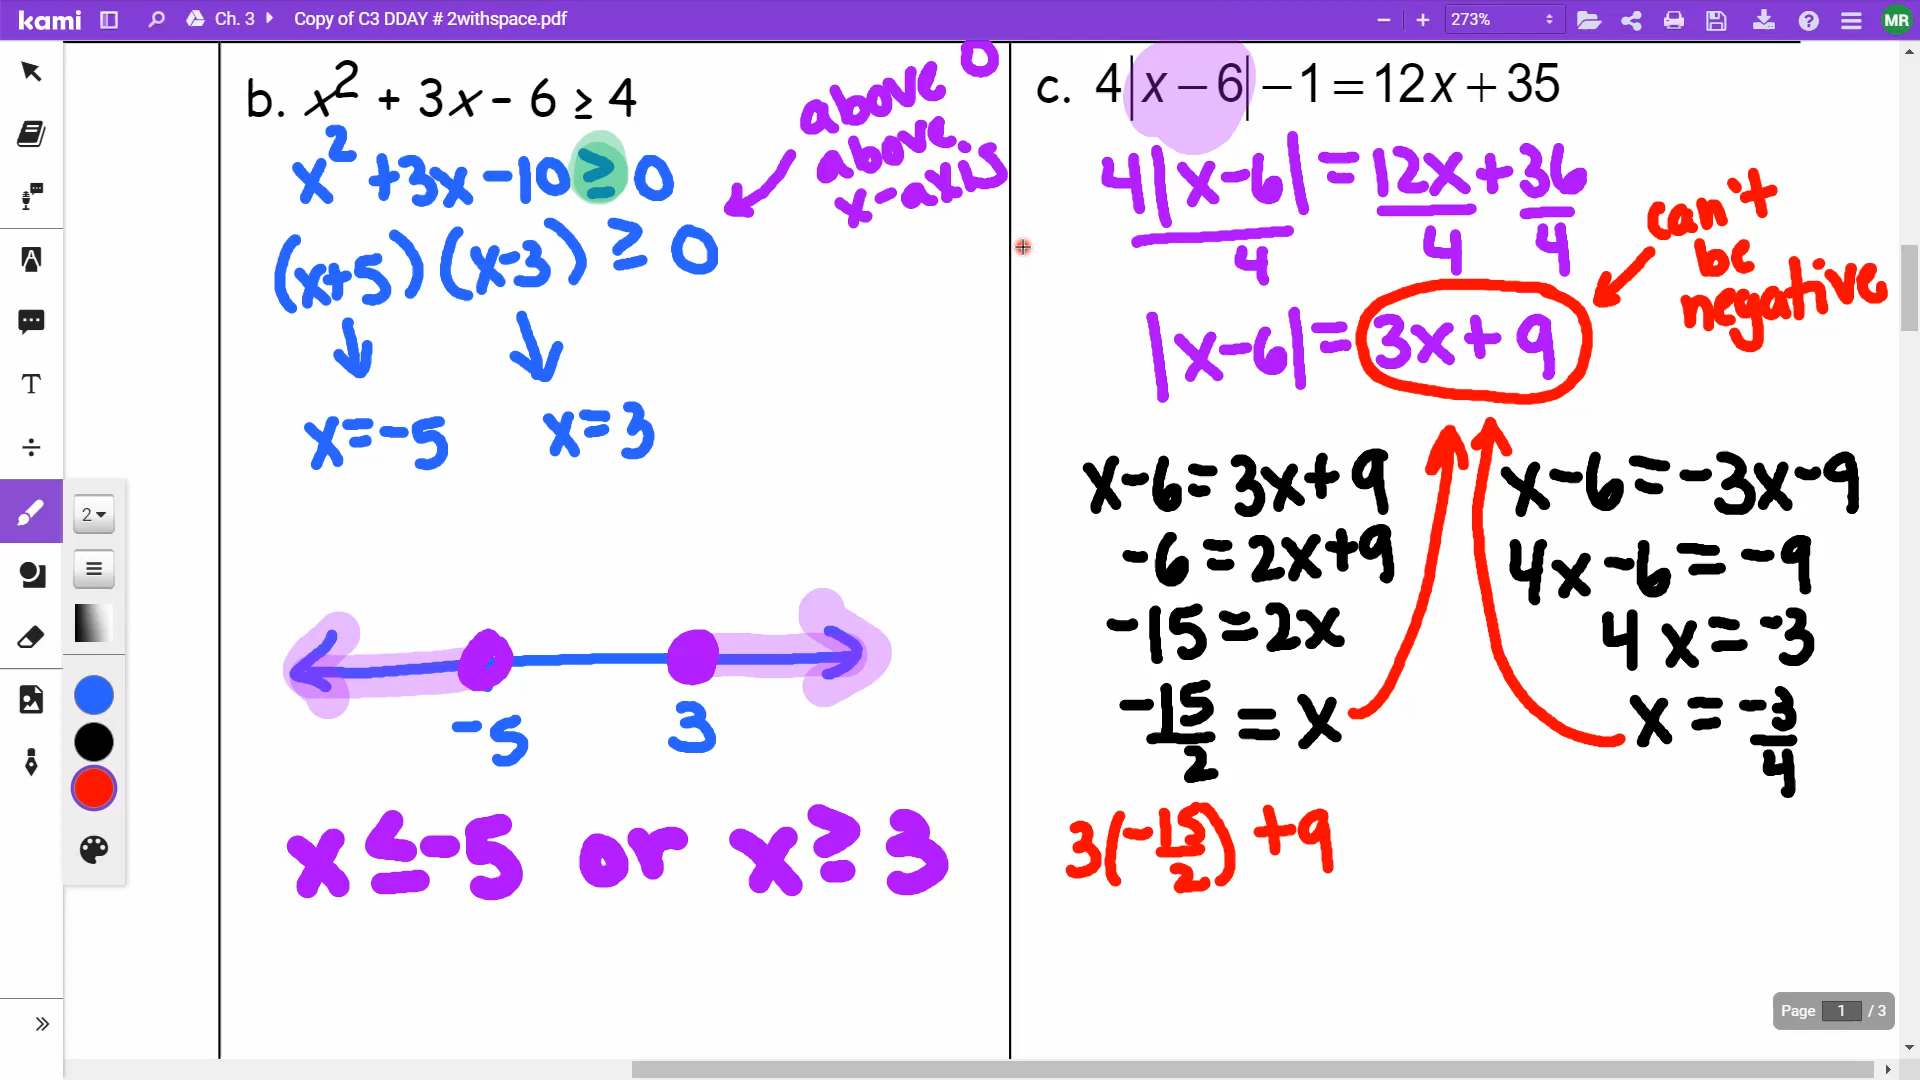 kami
Ch. 3
Copy of C3 DDAY # 2withspace.pdf
273%
MR
b. x² + 3x - 6 ≥ 4
x² + 3x - 10 ≥ 0
(x+5)(x-3) ≥ 0
x=-5 x=3
above 0
above
x-axis
-5 3
x ≤ -5 or x ≥ 3
c. 4|x - 6| - 1 = 12x + 35
4|x-6| = 12x + 36
4 4 4
|x-6| = 3x + 9
can't
be
negative
x-6 = 3x+9
-6 = 2x+9
-15 = 2x
-15/2 = x
3(-15/2) + 9
x-6 = -3x-9
4x-6 = -9
4x = -3
x = -3/4
2
Page 1 / 3